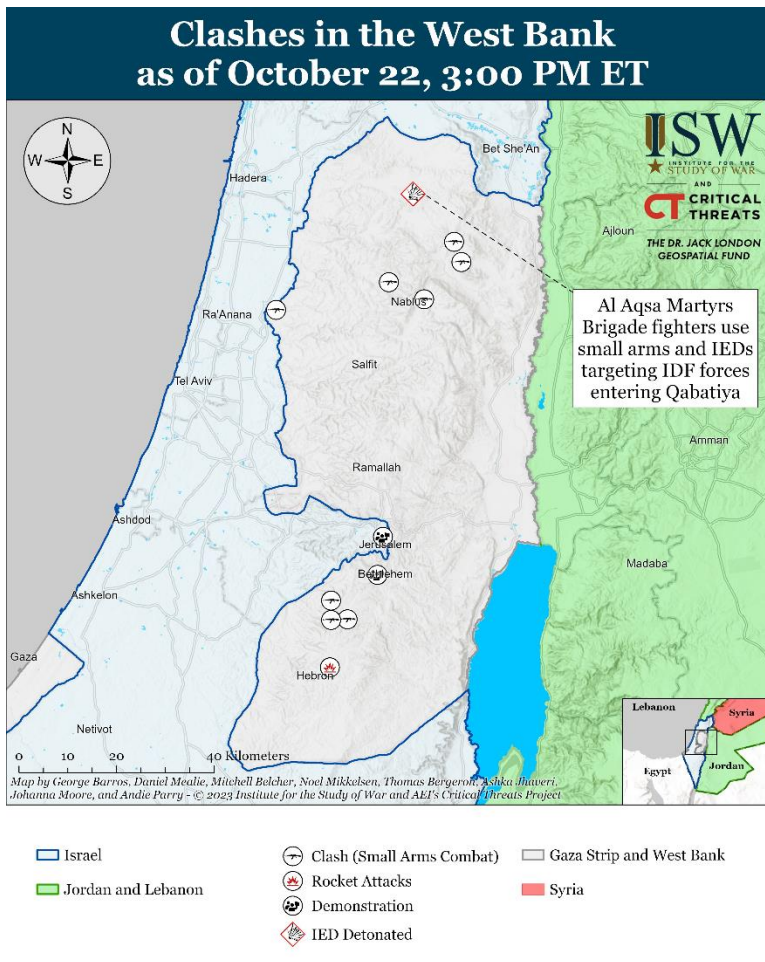 Clashes in the West Bank
as of October 22, 3:00 PM ET
N
W E
S
ISW
INSTITUTE FOR THE
STUDY OF WAR
AND
CT CRITICAL
THREATS
THE DR. JACK LONDON
GEOSPATIAL FUND
Bet She'An
Hadera
Ajloun
Al Aqsa Martyrs
Brigade fighters use
small arms and IEDs
targeting IDF forces
entering Qabatiya
Nablus
Ra'Anana
Salfit
Tel Aviv
Amman
Ramallah
Ashdod
Jerusalem
Madaba
Bethlehem
Ashkelon
Gaza
Hebron
Netivot
Lebanon
Syria
Egypt
Jordan
0 10 20 40 Kilometers
Map by George Barros, Daniel Mealie, Mitchell Belcher, Noel Mikkelsen, Thomas Bergeron, Ashka Jhaveri,
Johanna Moore, and Andie Parry - © 2023 Institute for the Study of War and AEI's Critical Threats Project
Israel
Jordan and Lebanon
Clash (Small Arms Combat)
Rocket Attacks
Demonstration
IED Detonated
Gaza Strip and West Bank
Syria